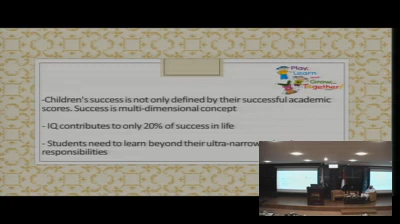 Play,
Learn
and
Grow
Together!
-Children's success is not only defined by their successful academic
scores. Success is multi-dimensional concept
- IQ contributes to only 20% of success in life
- Students need to learn beyond their ultra-narrow
responsibilities